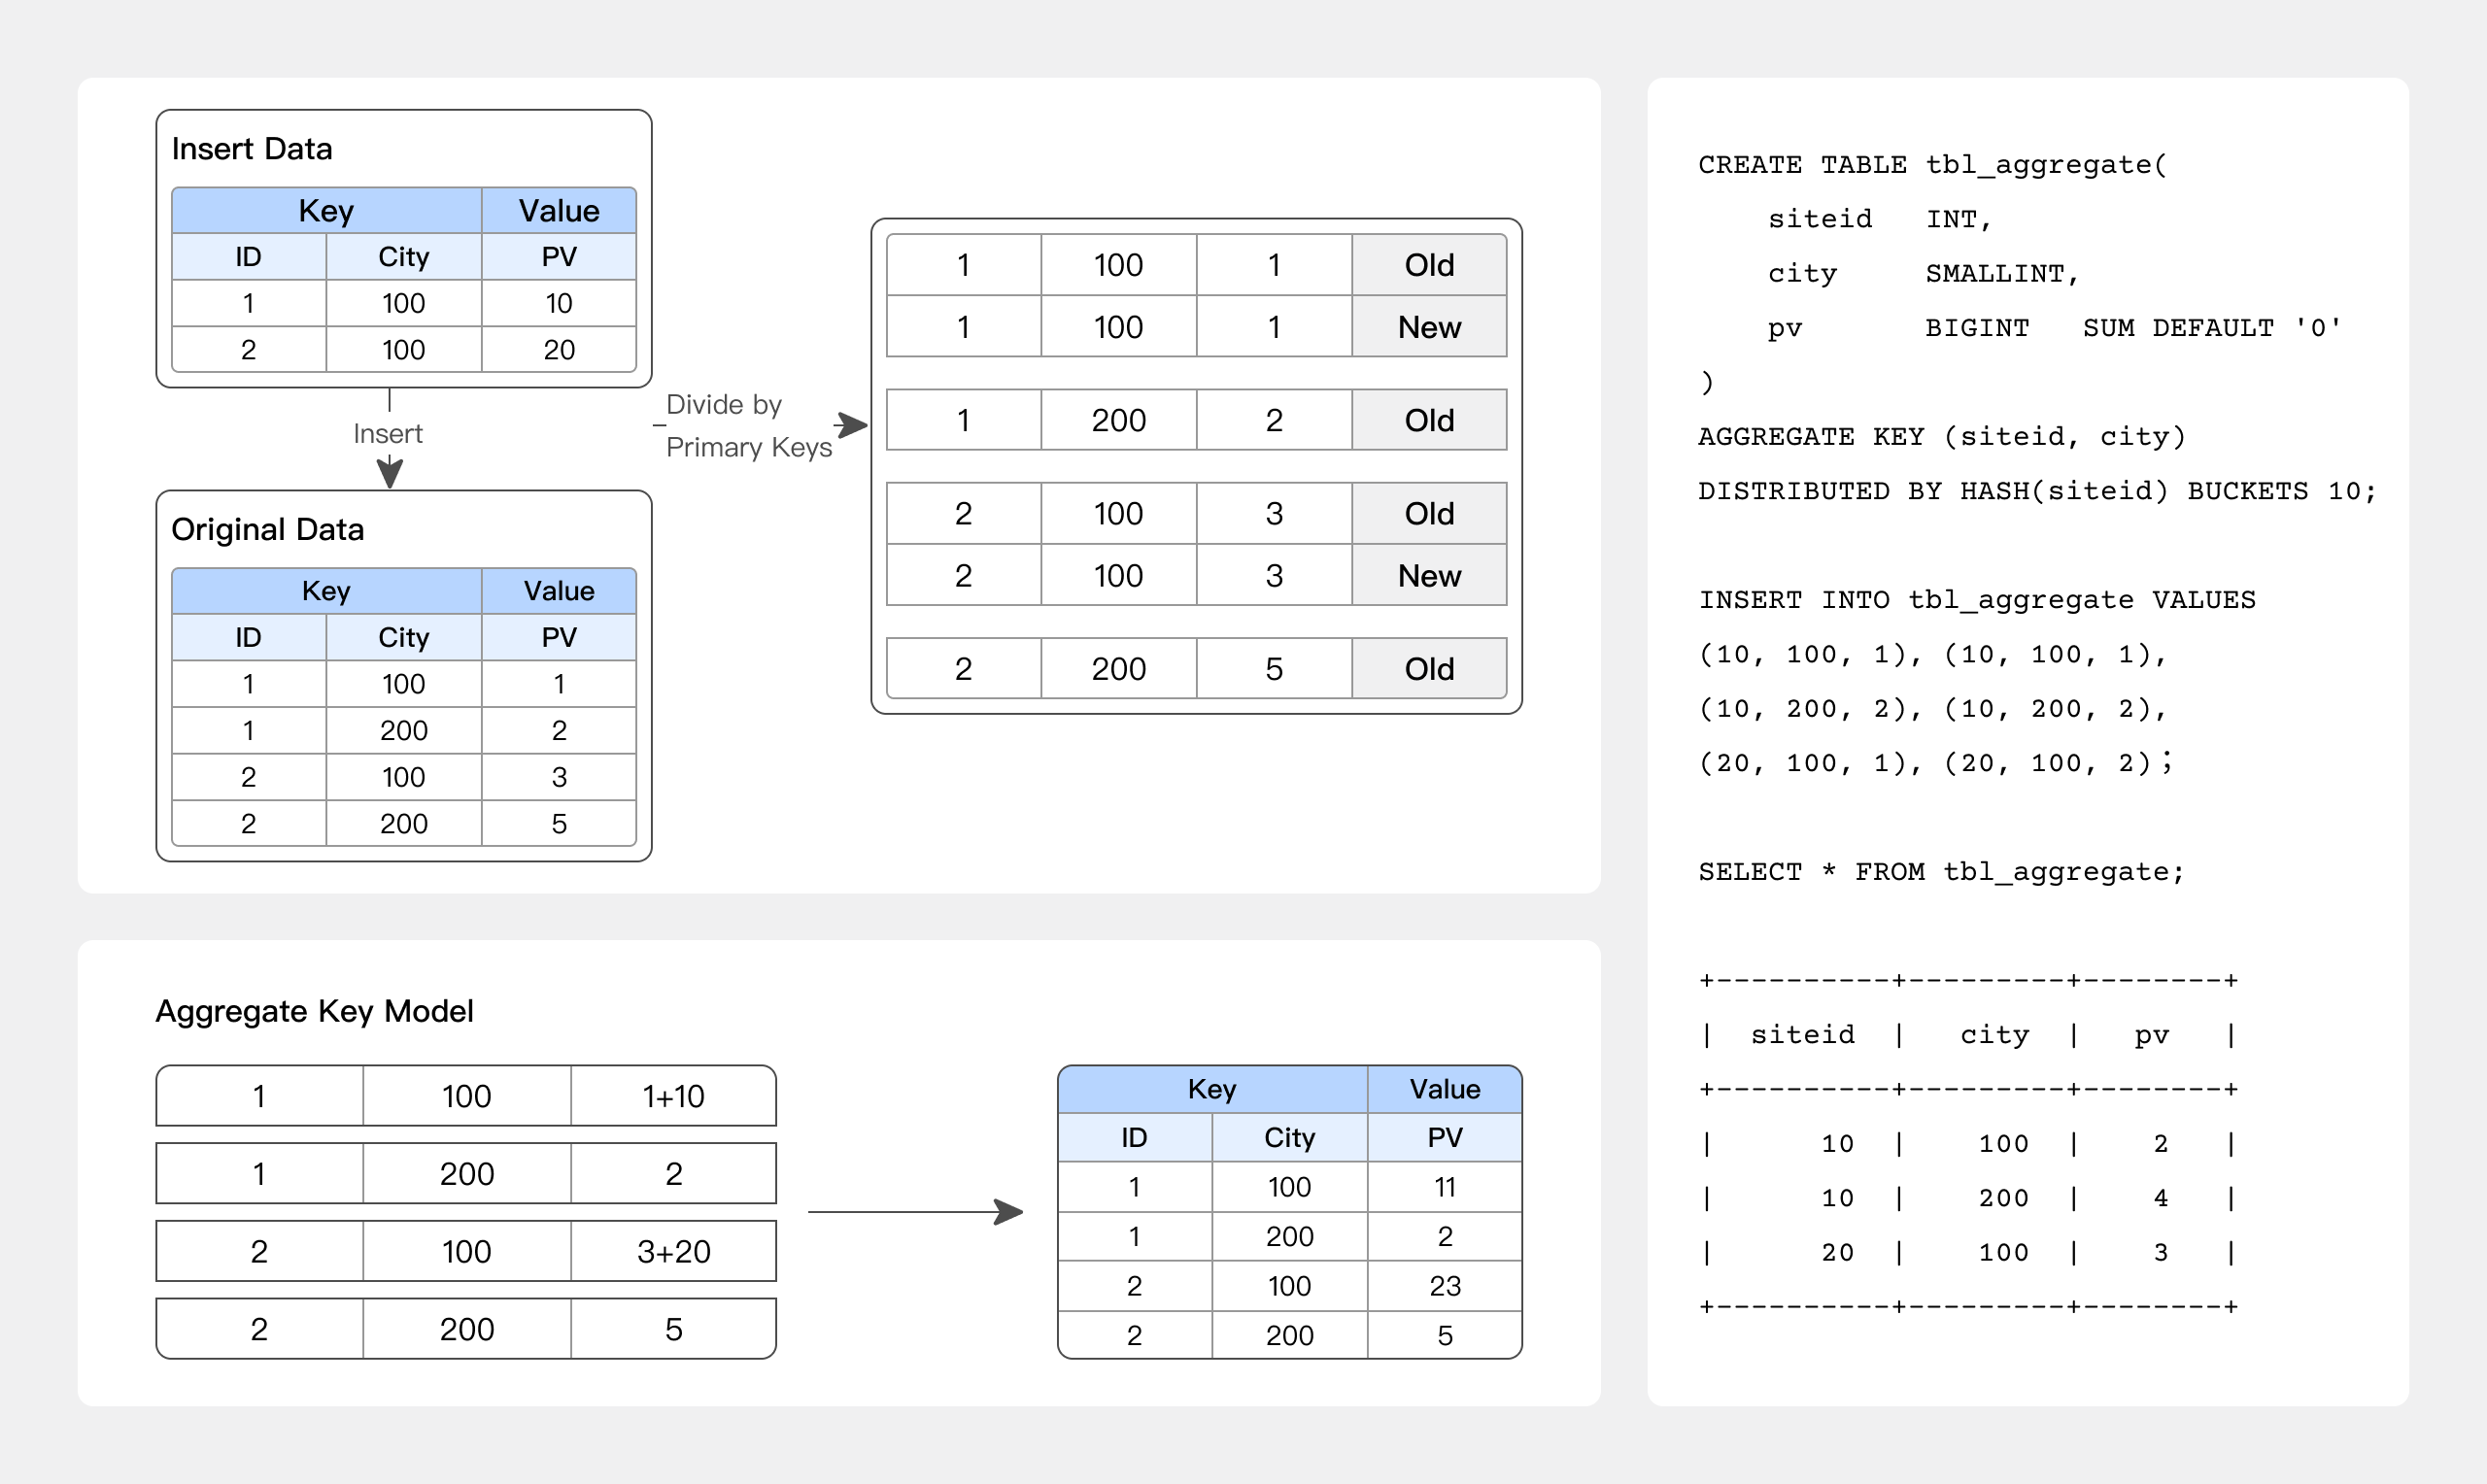 Insert Data
Key Value
ID City PV
1 100 10
2 100 20
Insert
Original Data
Key Value
ID City PV
1 100 1
1 200 2
2 100 3
2 200 5
Divide by
Primary Keys
1 100 1 Old
1 100 1 New
1 200 2 Old
2 100 3 Old
2 100 3 New
2 200 5 Old
Aggregate Key Model
1 100 1+10
1 200 2
2 100 3+20
2 200 5
Key Value
ID City PV
1 100 11
1 200 2
2 100 23
2 200 5
CREATE TABLE tbl_aggregate(
    siteid   INT,
    city     SMALLINT,
    pv       BIGINT   SUM DEFAULT '0'
)
AGGREGATE KEY (siteid, city)
DISTRIBUTED BY HASH(siteid) BUCKETS 10;
INSERT INTO tbl_aggregate VALUES
(10, 100, 1), (10, 100, 1),
(10, 200, 2), (10, 200, 2),
(20, 100, 1), (20, 100, 2);
SELECT * FROM tbl_aggregate;
+----------+---------+--------+
|  siteid  |   city  |   pv   |
+----------+---------+--------+
|      10  |    100  |    2   |
|      10  |    200  |    4   |
|      20  |    100  |    3   |
+----------+---------+--------+